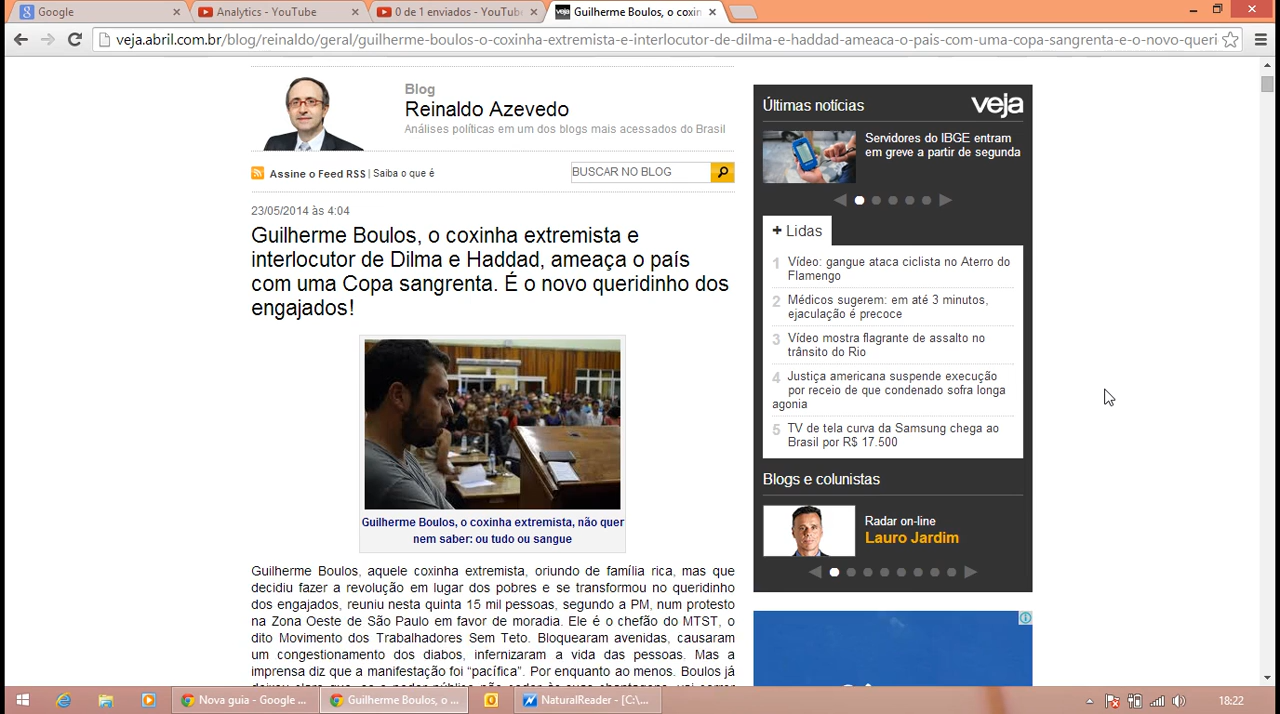 Google
Analytics - YouTube
0 de 1 enviados - YouTub
Guilherme Boulos, o coxin
veja.abril.com.br/blog/reinaldo/geral/guilherme-boulos-o-coxinha-extremista-e-interlocutor-de-dilma-e-haddad-ameaca-o-pais-com-uma-copa-sangrenta-e-o-novo-queri
Blog
Reinaldo Azevedo
Análises políticas em um dos blogs mais acessados do Brasil
Assine o Feed RSS | Saiba o que é
BUSCAR NO BLOG
23/05/2014 às 4:04
Guilherme Boulos, o coxinha extremista e
interlocutor de Dilma e Haddad, ameaça o país
com uma Copa sangrenta. É o novo queridinho dos
engajados!
Guilherme Boulos, o coxinha extremista, não quer
nem saber: ou tudo ou sangue
Guilherme Boulos, aquele coxinha extremista, oriundo de família rica, mas que
decidiu fazer a revolução em lugar dos pobres e se transformou no queridinho
dos engajados, reuniu nesta quinta 15 mil pessoas, segundo a PM, num protesto
na Zona Oeste de São Paulo em favor de moradia. Ele é o chefão do MTST, o
dito Movimento dos Trabalhadores Sem Teto. Bloquearam avenidas, causaram
um congestionamento dos diabos, infernizaram a vida das pessoas. Mas a
imprensa diz que a manifestação foi “pacífica”. Por enquanto ao menos. Boulos já
Últimas notícias
veja
Servidores do IBGE entram
em greve a partir de segunda
+ Lidas
1 Vídeo: gangue ataca ciclista no Aterro do
Flamengo
2 Médicos sugerem: em até 3 minutos,
ejaculação é precoce
3 Vídeo mostra flagrante de assalto no
trânsito do Rio
4 Justiça americana suspende execução
por receio de que condenado sofra longa
agonia
5 TV de tela curva da Samsung chega ao
Brasil por R$ 17.500
Blogs e colunistas
Radar on-line
Lauro Jardim
Nova guia - Google ...
Guilherme Boulos, o ...
NaturalReader - [C:\...
18:22